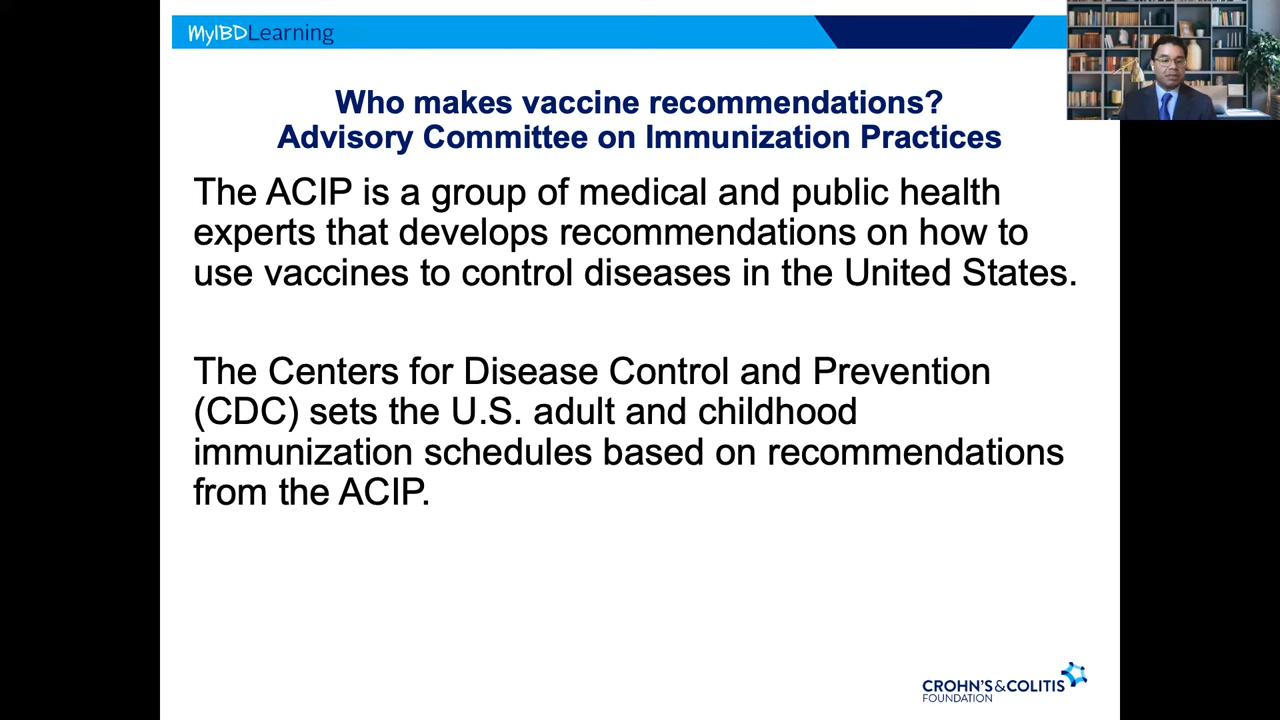 MyIBDLearning
Who makes vaccine recommendations?
Advisory Committee on Immunization Practices
The ACIP is a group of medical and public health
experts that develops recommendations on how to
use vaccines to control diseases in the United States.
The Centers for Disease Control and Prevention
(CDC) sets the U.S. adult and childhood
immunization schedules based on recommendations
from the ACIP.
CROHN'S&COLITIS
FOUNDATION